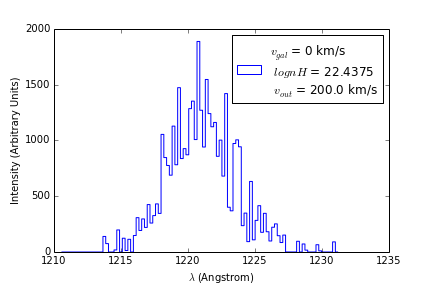 2000
1500
1000
500
0
1210
1215
1220
1225
1230
1235
Intensity (Arbitrary Units)
λ (Angstrom)
v_gal = 0 km/s
lognH = 22.4375
v_out = 200.0 km/s